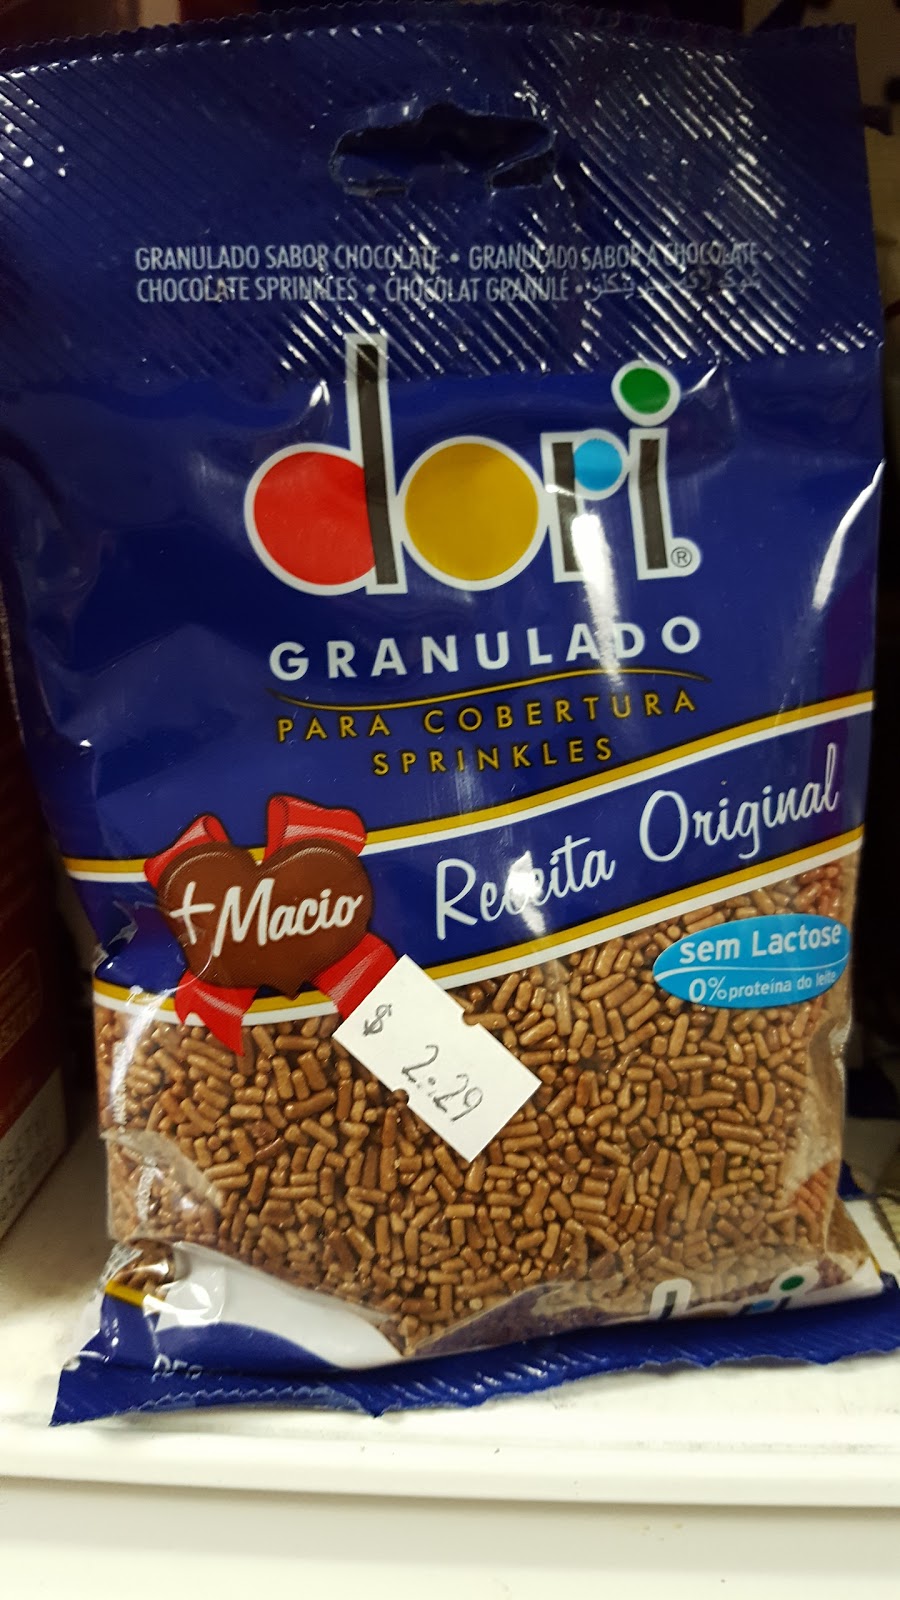 GRANULADO SABOR CHOCOLATE • GRANULADO SABOR A CHOCOLATE •
CHOCOLATE SPRINKLES • CHOCOLAT GRANULÉ •
dori®
GRANULADO
PARA COBERTURA
SPRINKLES
Receita Original
+Macio
sem Lactose
0% proteína do leite
$ 2.29
dori